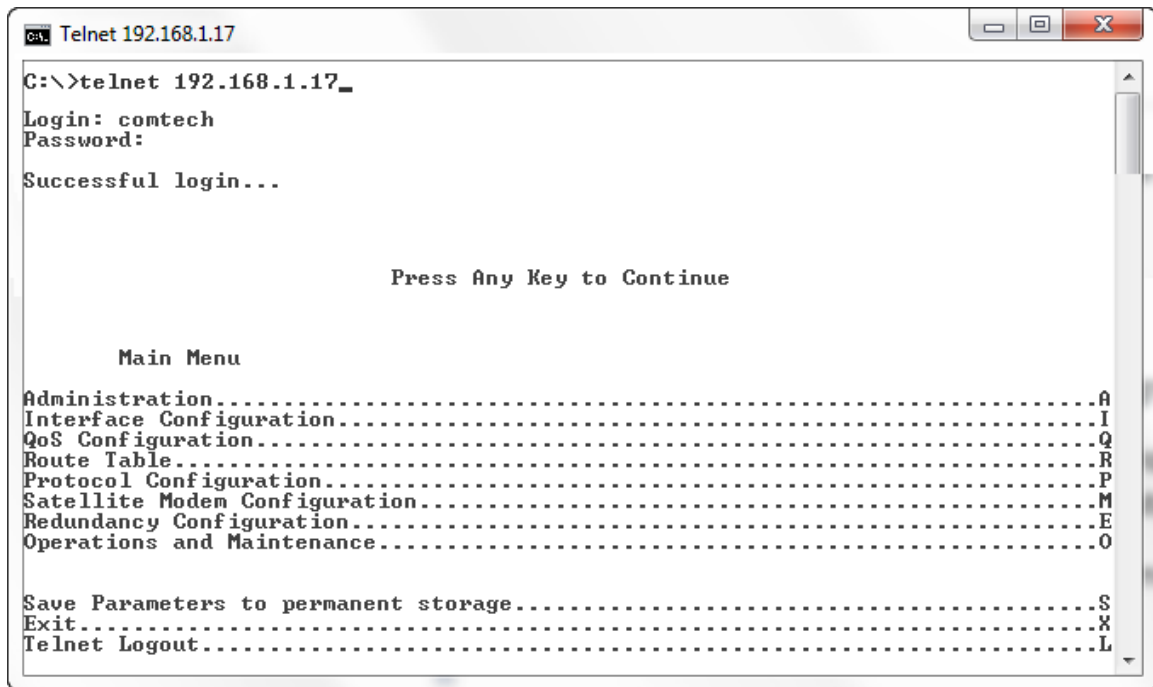 Telnet 192.168.1.17
C:\>telnet 192.168.1.17_
Login: comtech
Password:
Successful login...
Press Any Key to Continue
Main Menu
Administration.................................................................A
Interface Configuration........................................................I
QoS Configuration..............................................................Q
Route Table....................................................................R
Protocol Configuration.........................................................P
Satellite Modem Configuration..................................................M
Redundancy Configuration.......................................................E
Operations and Maintenance.....................................................O
Save Parameters to permanent storage...........................................S
Exit...........................................................................X
Telnet Logout..................................................................L